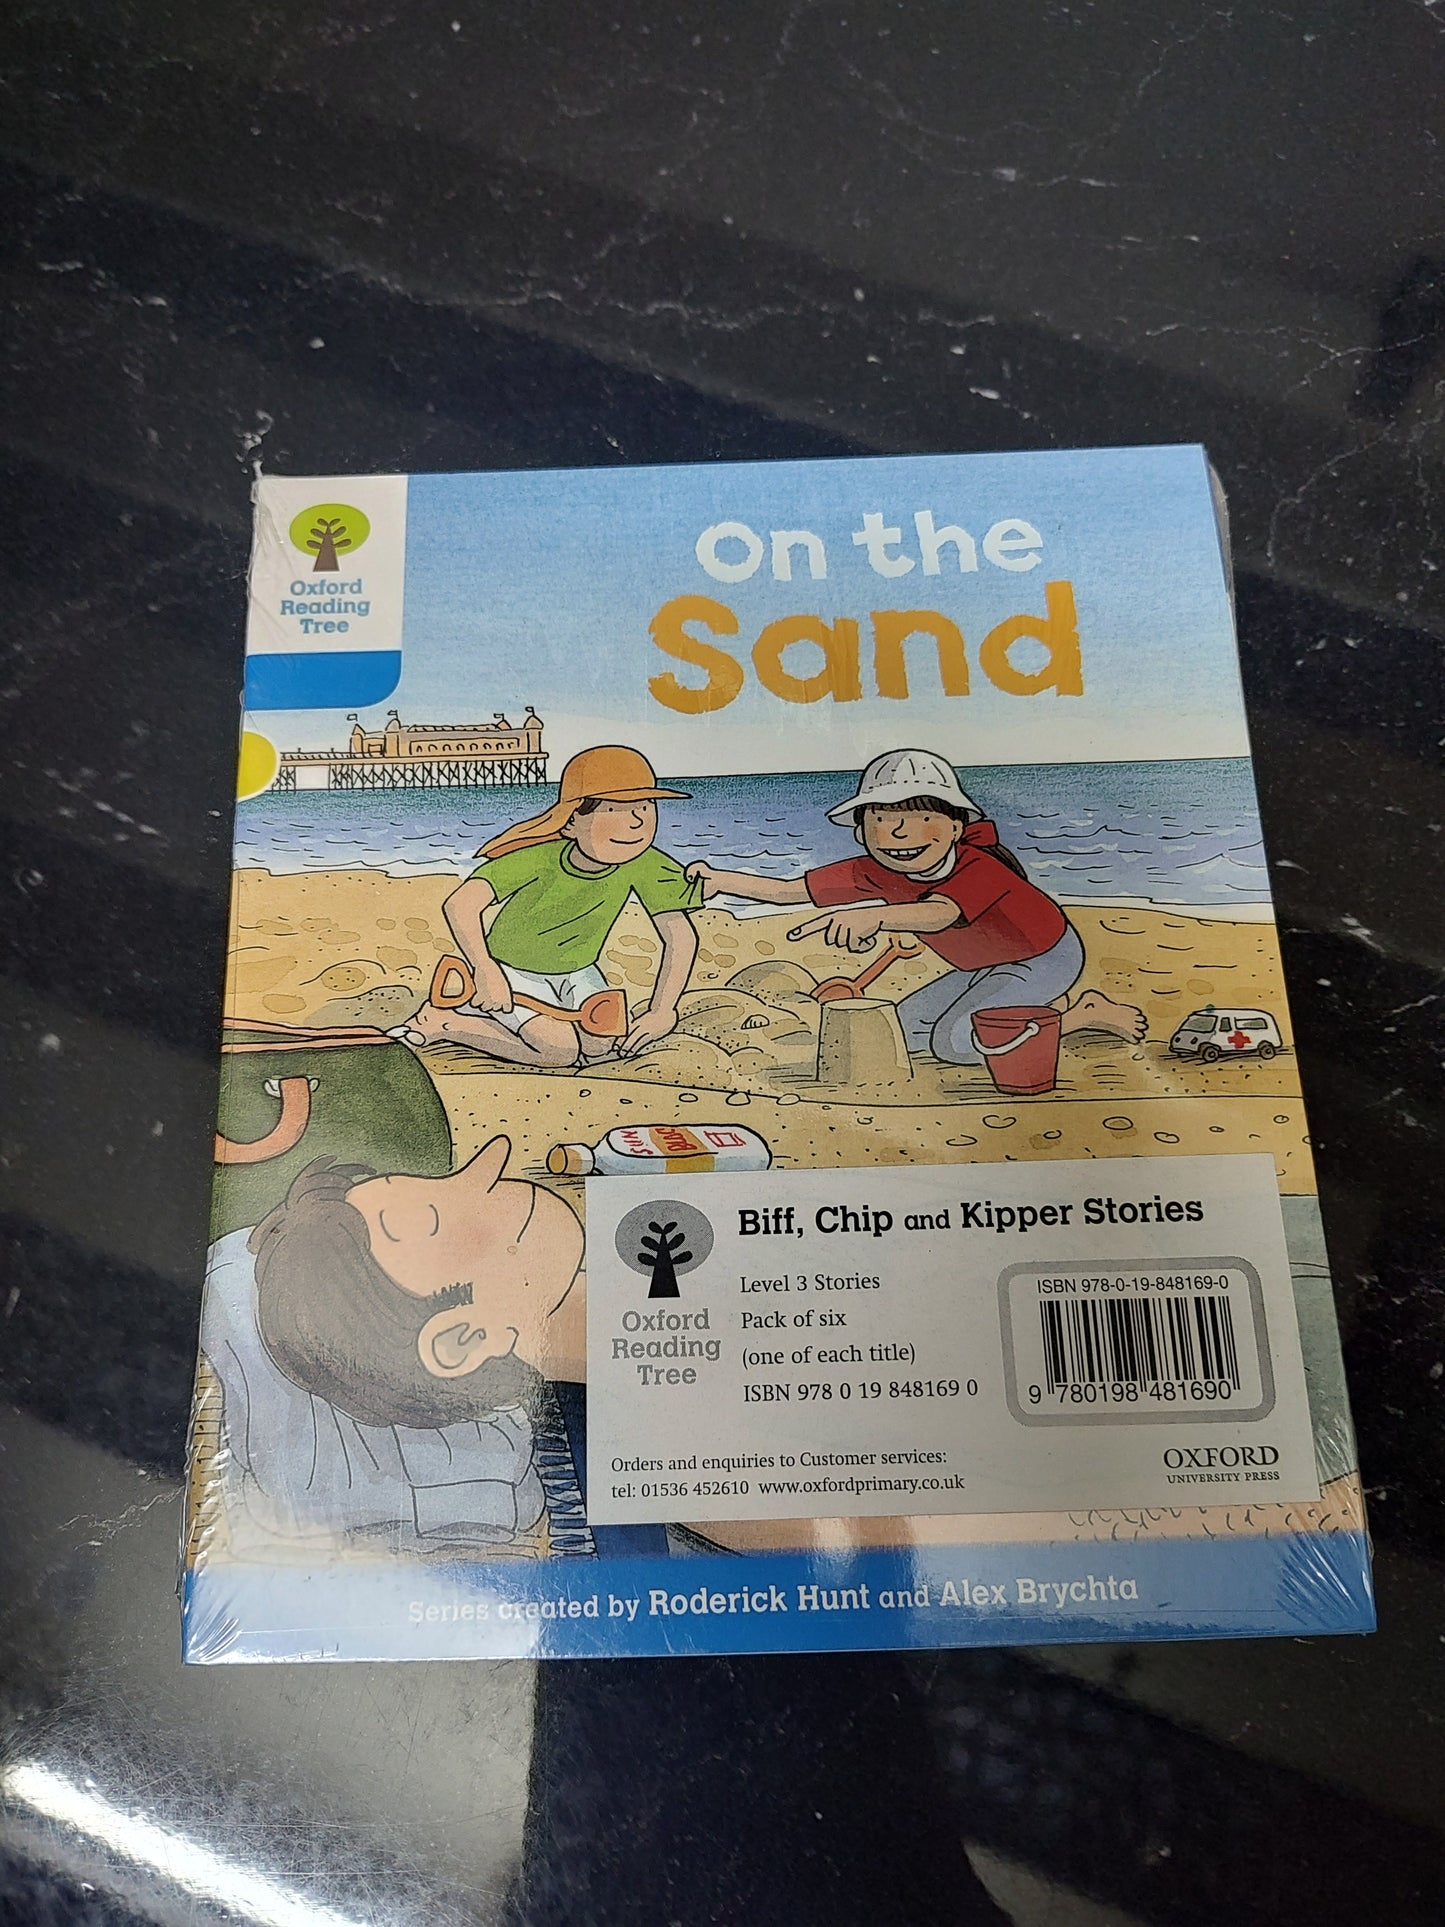 Oxford
Reading
Tree
On the
Sand
SUN
BLOC
Biff, Chip and Kipper Stories
Oxford
Reading
Tree
Level 3 Stories
Pack of six
(one of each title)
ISBN 978 0 19 848169 0
ISBN 978-0-19-848169-0
9 780198 481690
Orders and enquiries to Customer services:
tel: 01536 452610 www.oxfordprimary.co.uk
OXFORD
UNIVERSITY PRESS
Series created by Roderick Hunt and Alex Brychta